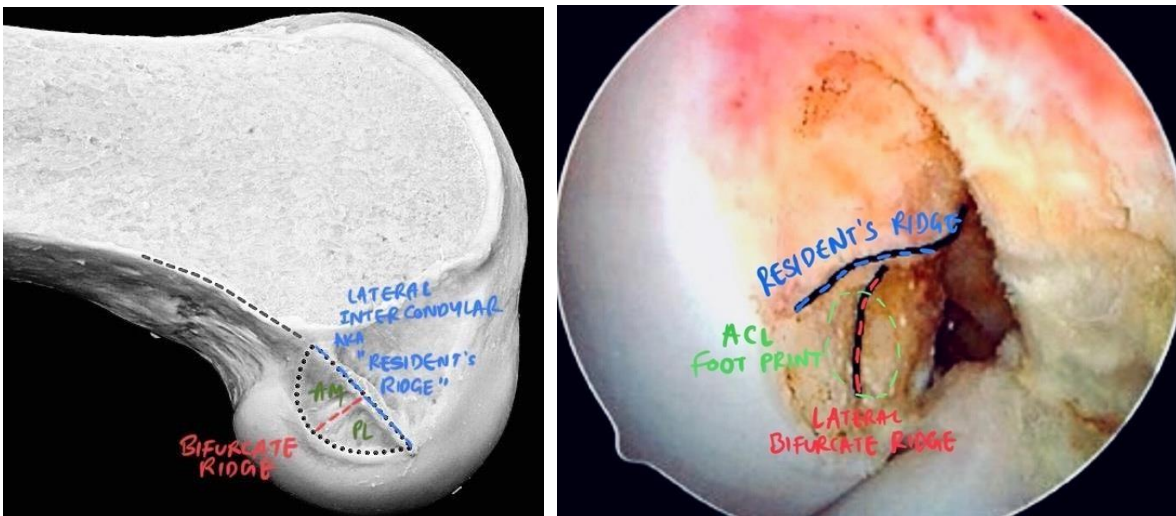 LATERAL
INTER CONDYLAR
AKA
"RESIDENT'S
RIDGE"
AM
PL
BIFURCATE
RIDGE
RESIDENT'S RIDGE
ACL
FOOT PRINT
LATERAL
BIFURCATE RIDGE